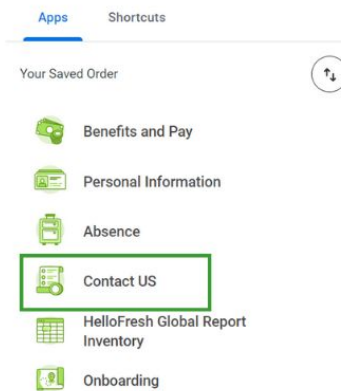 Apps Shortcuts
Your Saved Order
Benefits and Pay
Personal Information
Absence
Contact US
HelloFresh Global Report
Inventory
Onboarding